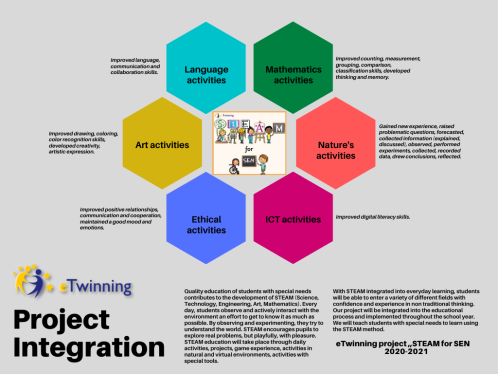 Language
activities
Mathematics
activities
Improved language,
communication and
collaboration skills.
Improved counting, measurement,
grouping, comparison,
classification skills, developed
thinking and memory.
Improved drawing, coloring,
color recognition skills,
developed creativity,
artistic expression.
Art activities
STEAM
for
SEN
Nature's
activities
Gained new experience, raised
problematic questions, forecasted,
collected information (explained,
discussed), observed, performed
experiments, collected, recorded
data, drew conclusions, reflected.
Improved positive relationships,
communication and cooperation,
maintained a good mood and
emotions.
Ethical
activities
ICT activities
Improved digital literacy skills.
eTwinning
Project
Integration
Quality education of students with special needs
contributes to the development of STEAM (Science,
Technology, Engineering, Art, Mathematics). Every
day, students observe and actively interact with the
environment an effort to get to know it as much as
possible. By observing and experimenting, they try to
understand the world. STEAM encourages pupils to
explore real problems, but playfully, with pleasure.
STEAM education will take place through daily
activities, projects, game experience, activities in
natural and virtual environments, activities with
special tools.
With STEAM integrated into everyday learning, students
will be able to enter a variety of different fields with
confidence and experience in non traditional thinking.
Our project will be integrated into the educational
process and implemented throughout the school year.
We will teach students with special needs to learn using
the STEAM method.
eTwinning project ,,STEAM for SEN
2020-2021